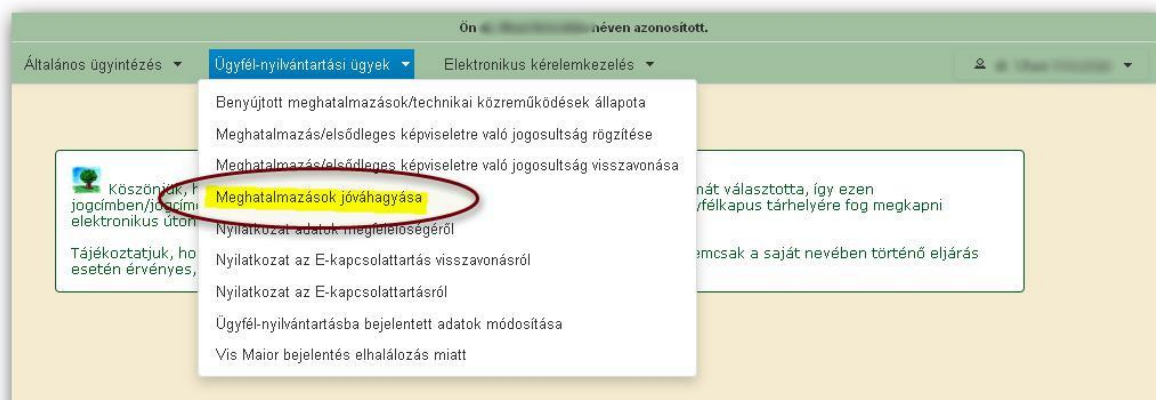 Ön néven azonosított.
Általános ügyintézés Ügyfél-nyilvántartási ügyek Elektronikus kérelemkezelés
Benyújtott meghatalmazások/technikai közreműködések állapota
Meghatalmazás/elsődleges képviseletre való jogosultság rögzítése
Meghatalmazás/elsődleges képviseletre való jogosultság visszavonása
Meghatalmazások jóváhagyása
Nyilatkozat adatok megfelelőségéről
Nyilatkozat az E-kapcsolattartás visszavonásról
Nyilatkozat az E-kapcsolattartásról
Ügyfél-nyilvántartásba bejelentett adatok módosítása
Vis Maior bejelentés elhalálozás miatt
Köszönjük, mát választotta, így ezen
yfélkapus tárhelyére fog megkapni
elektronikus úton
Tájékoztatjuk, ho emcsak a saját nevében történő eljárás
esetén érvényes,